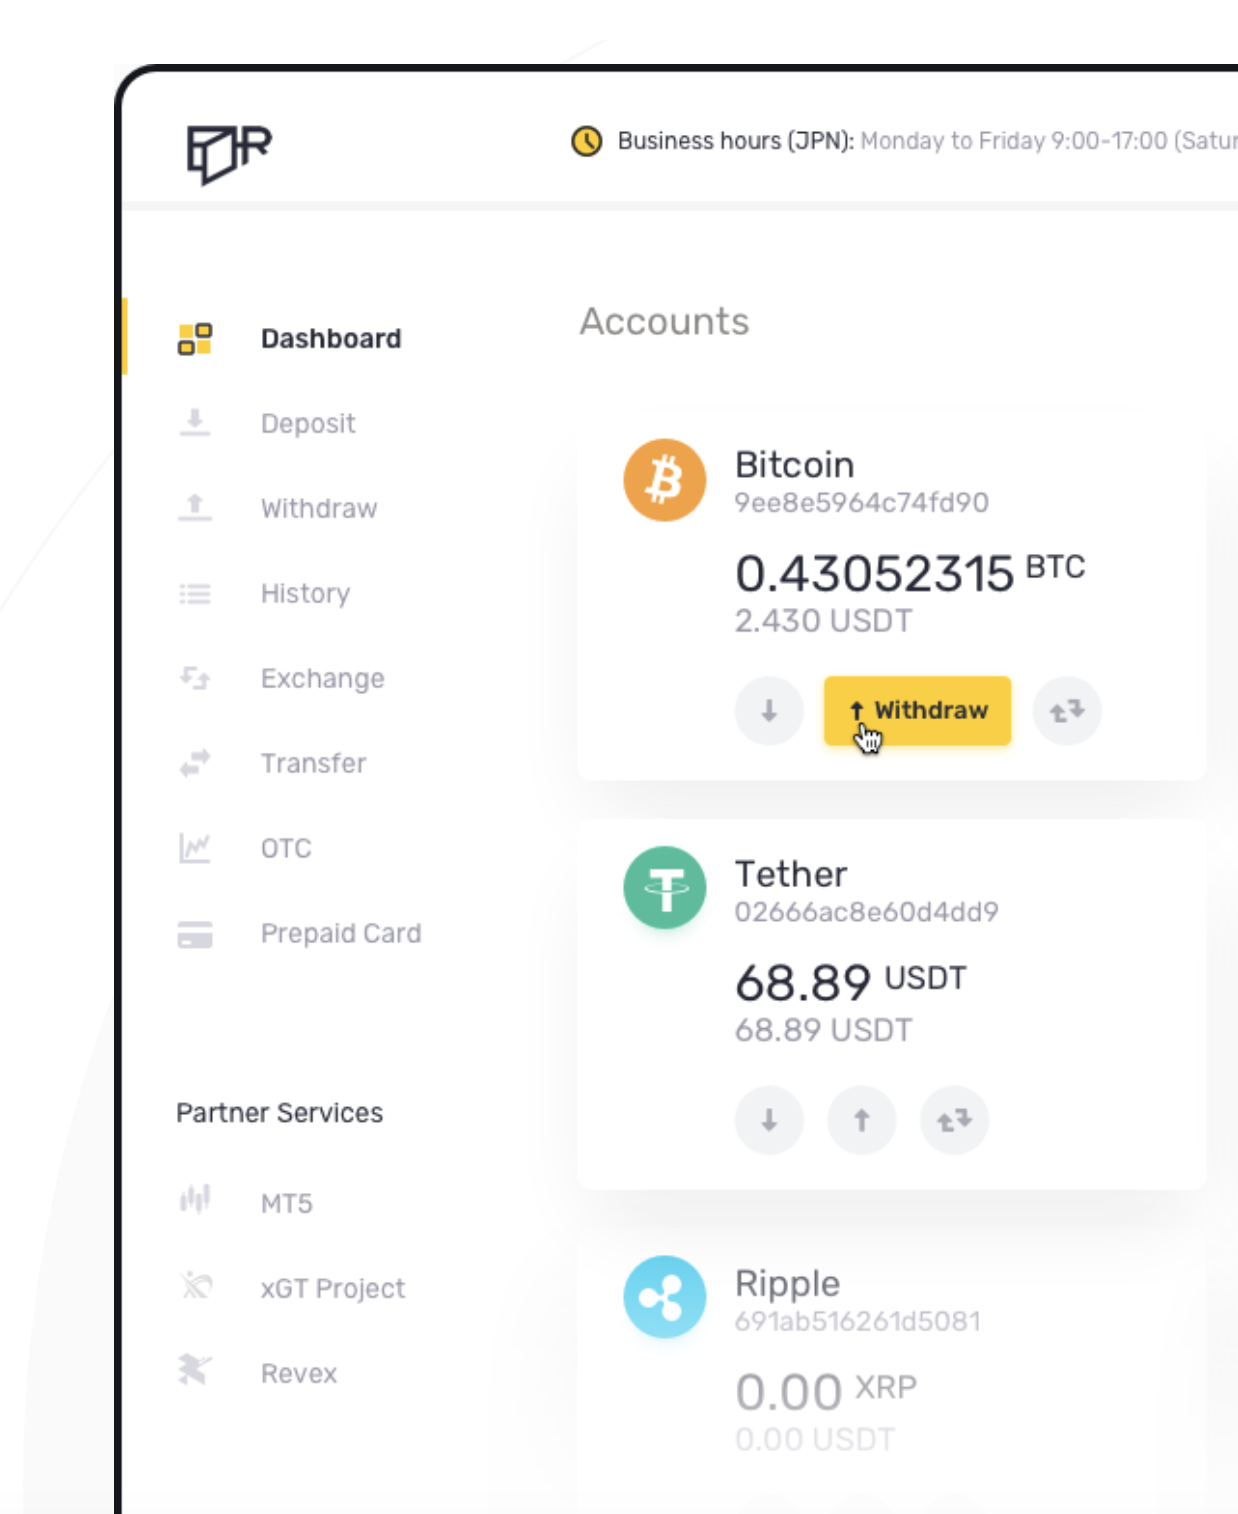 Business hours (JPN): Monday to Friday 9:00-17:00 (Satur
Dashboard
Deposit
Withdraw
History
Exchange
Transfer
OTC
Prepaid Card
Partner Services
MT5
xGT Project
Revex
Accounts
Bitcoin
9ee8e5964c74fd90
0.43052315 BTC
2.430 USDT
Withdraw
Tether
02666ac8e60d4dd9
68.89 USDT
68.89 USDT
Ripple
691ab516261d5081
0.00 XRP
0.00 USDT